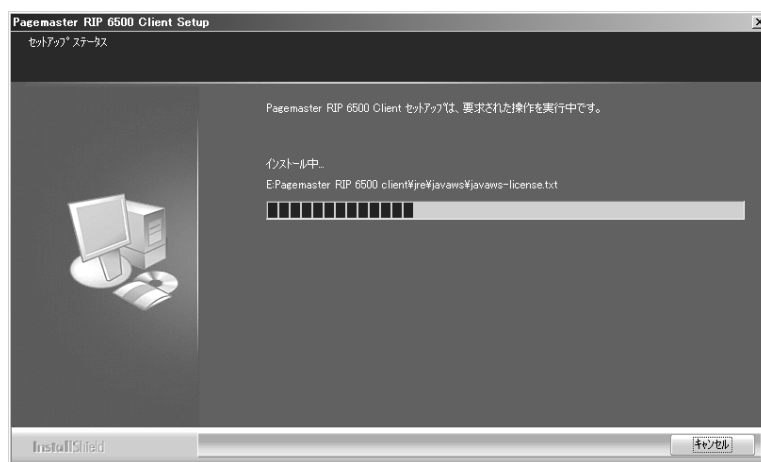 Pagemaster RIP 6500 Client Setup
セットアップ ステータス
Pagemaster RIP 6500 Client セットアップは、要求された操作を実行中です。
インストール中...
E:Pagemaster RIP 6500 client¥jre¥javaws¥javaws-license.txt
InstallShield
キャンセル